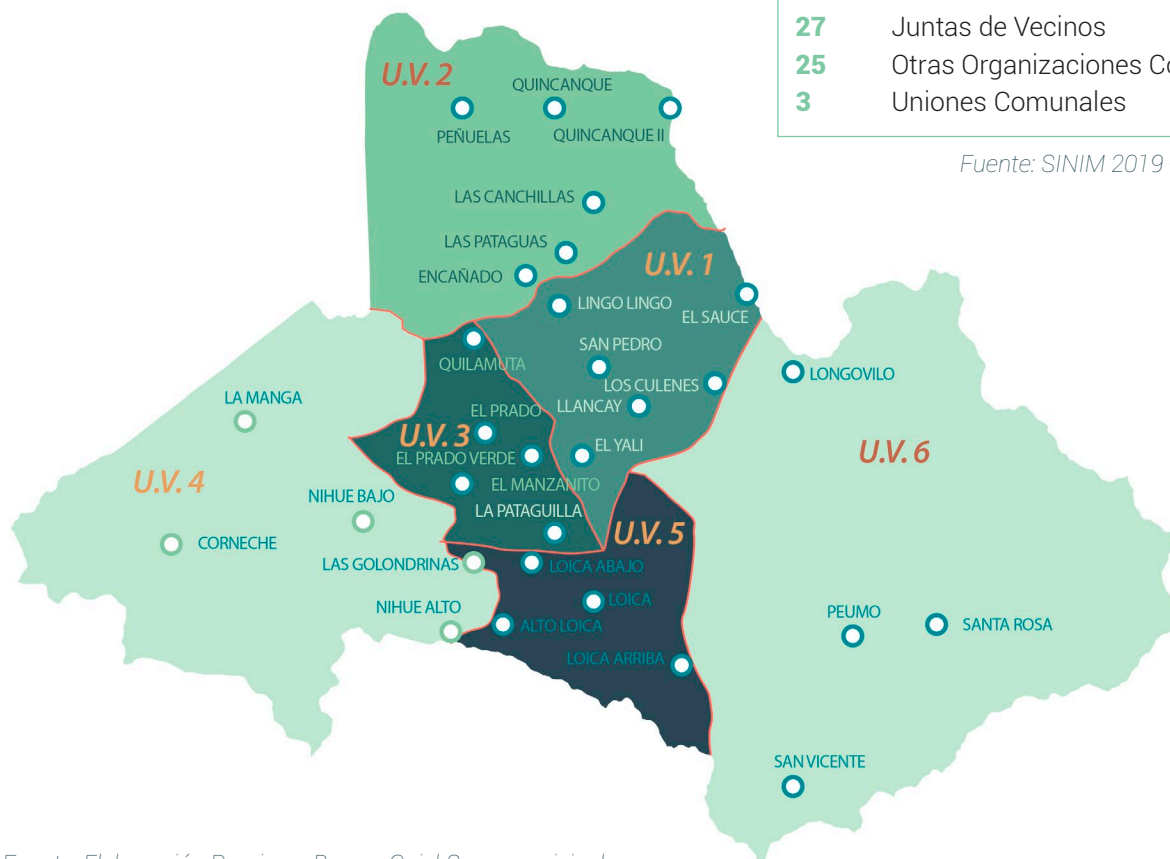 27 Juntas de Vecinos
25 Otras Organizaciones
3 Uniones Comunales
Fuente: SINIM 2019
U.V. 2
QUINCANQUE
PEÑUELAS
QUINCANQUE II
LAS CANCHILLAS
LAS PATAGUAS
ENCAÑADO
U.V. 1
LINGO LINGO
EL SAUCE
SAN PEDRO
LOS CULENES
LLANCAY
EL YALI
QUILAMUTA
EL PRADO
U.V. 3
EL PRADO VERDE
EL MANZANITO
LA PATAGUILLA
LA MANGA
U.V. 4
NIHUE BAJO
CORNECHE
LAS GOLONDRINAS
NIHUE ALTO
U.V. 5
LOICA ABAJO
LOICA
ALTO LOICA
LOICA ARRIBA
LONGOVILO
U.V. 6
PEUMO
SANTA ROSA
SAN VICENTE